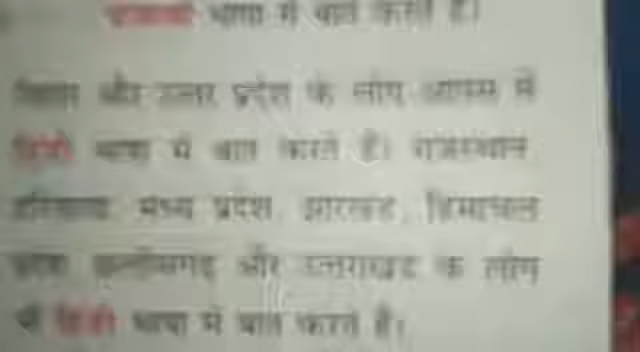 भाषा में बात करते हैं।
और उत्तर प्रदेश के लोग आपस में
हिंदी भाषा में बात करते हैं। राजस्थान,
हरियाणा, मध्य प्रदेश, झारखंड, हिमाचल
प्रदेश, छत्तीसगढ़ और उत्तराखंड के लोग
भी हिंदी भाषा में बात करते हैं।